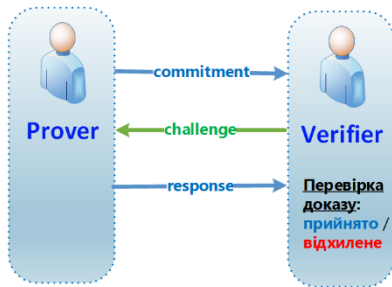 commitment
Prover
challenge
Verifier
response
Перевірка
доказу:
прийнято /
відхилене